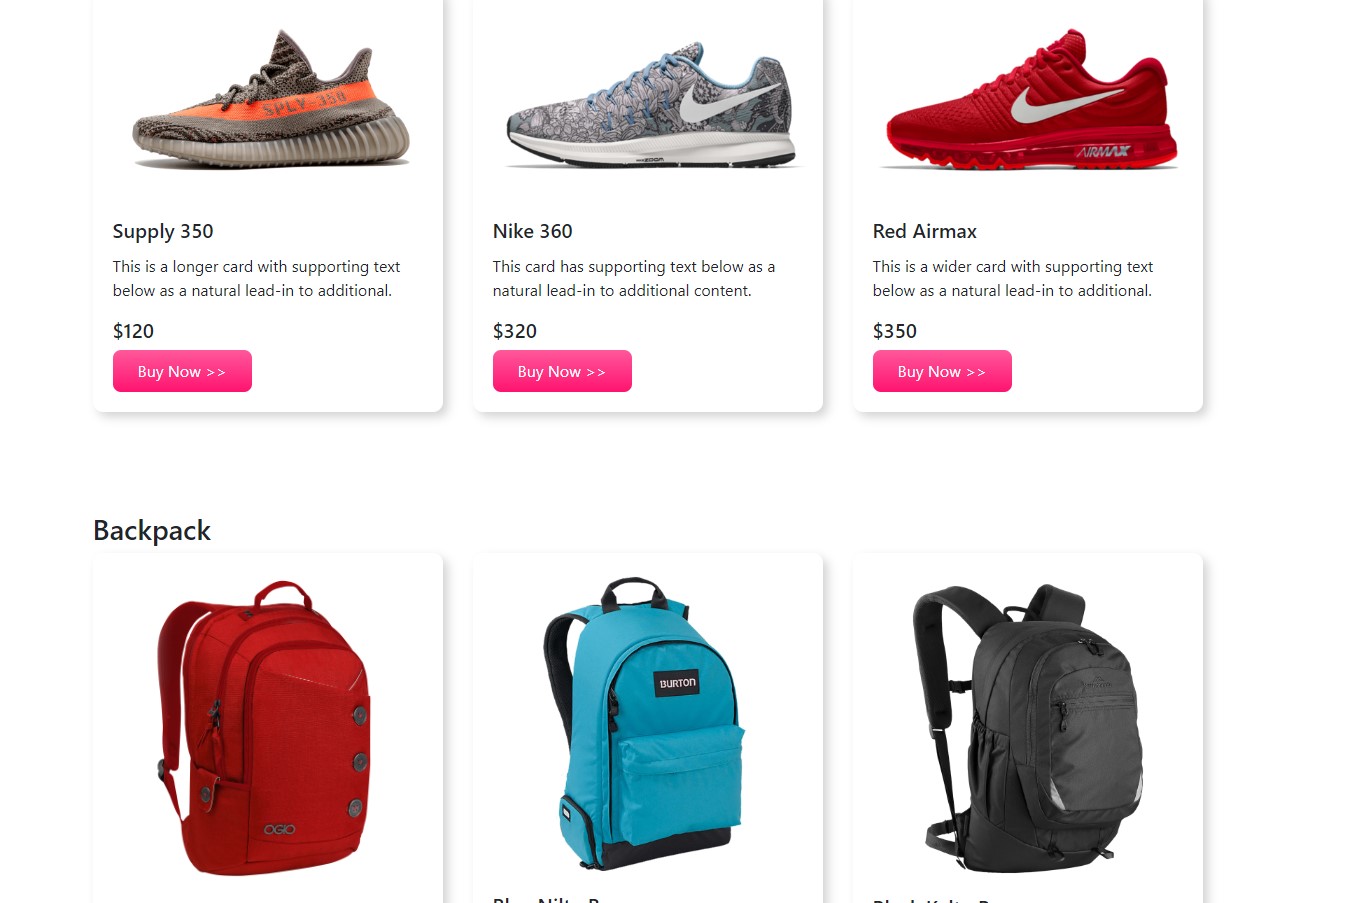 SPLY-350
ZOOM
AIRMAX
Supply 350
Nike 360
Red Airmax
This is a longer card with supporting text
below as a natural lead-in to additional.
This card has supporting text below as a
natural lead-in to additional content.
This is a wider card with supporting text
below as a natural lead-in to additional.
$120
$320
$350
Buy Now >>
Buy Now >>
Buy Now >>
Backpack
BURTON
OGIO